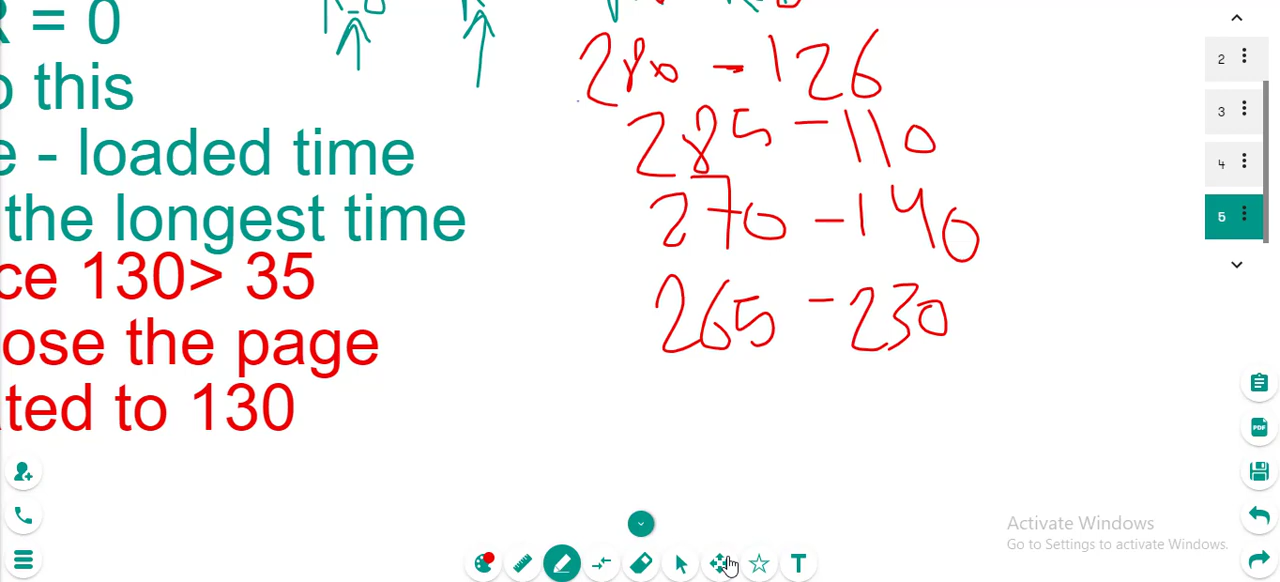 R = 0
o this
e - loaded time
the longest time
ce 130> 35
ose the page
ted to 130
280 - 126
285 - 110
270 - 140
265 - 230
2
3
4
5
PDF
T
Activate Windows
Go to Settings to activate Windows.